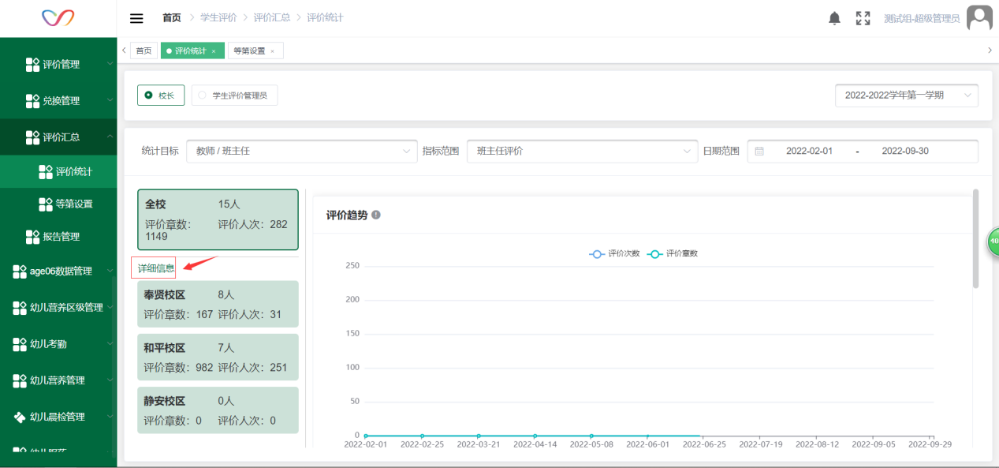 首页 > 学生评价 > 评价汇总 > 评价统计
测试组-超级管理员
首页
评价统计 ×
等第设置 ×
评价管理
兑换管理
评价汇总
评价统计
等第设置
报告管理
age06数据管理
幼儿营养区级管理
幼儿考勤
幼儿营养管理
幼儿晨检管理
校长
学生评价管理员
2022-2022学年第一学期
统计目标 教师 / 班主任
指标范围 班主任评价
日期范围 2022-02-01 - 2022-09-30
全校 15人
评价章数: 评价人次: 282
1149
详细信息
奉贤校区 8人
评价章数: 167 评价人次: 31
和平校区 7人
评价章数: 982 评价人次: 251
静安校区 0人
评价章数: 0 评价人次: 0
评价趋势
评价次数 评价章数
250
200
150
100
50
0
2022-02-01 2022-02-25 2022-03-21 2022-04-14 2022-05-08 2022-06-01 2022-06-25 2022-07-19 2022-08-12 2022-09-05 2022-09-29
40